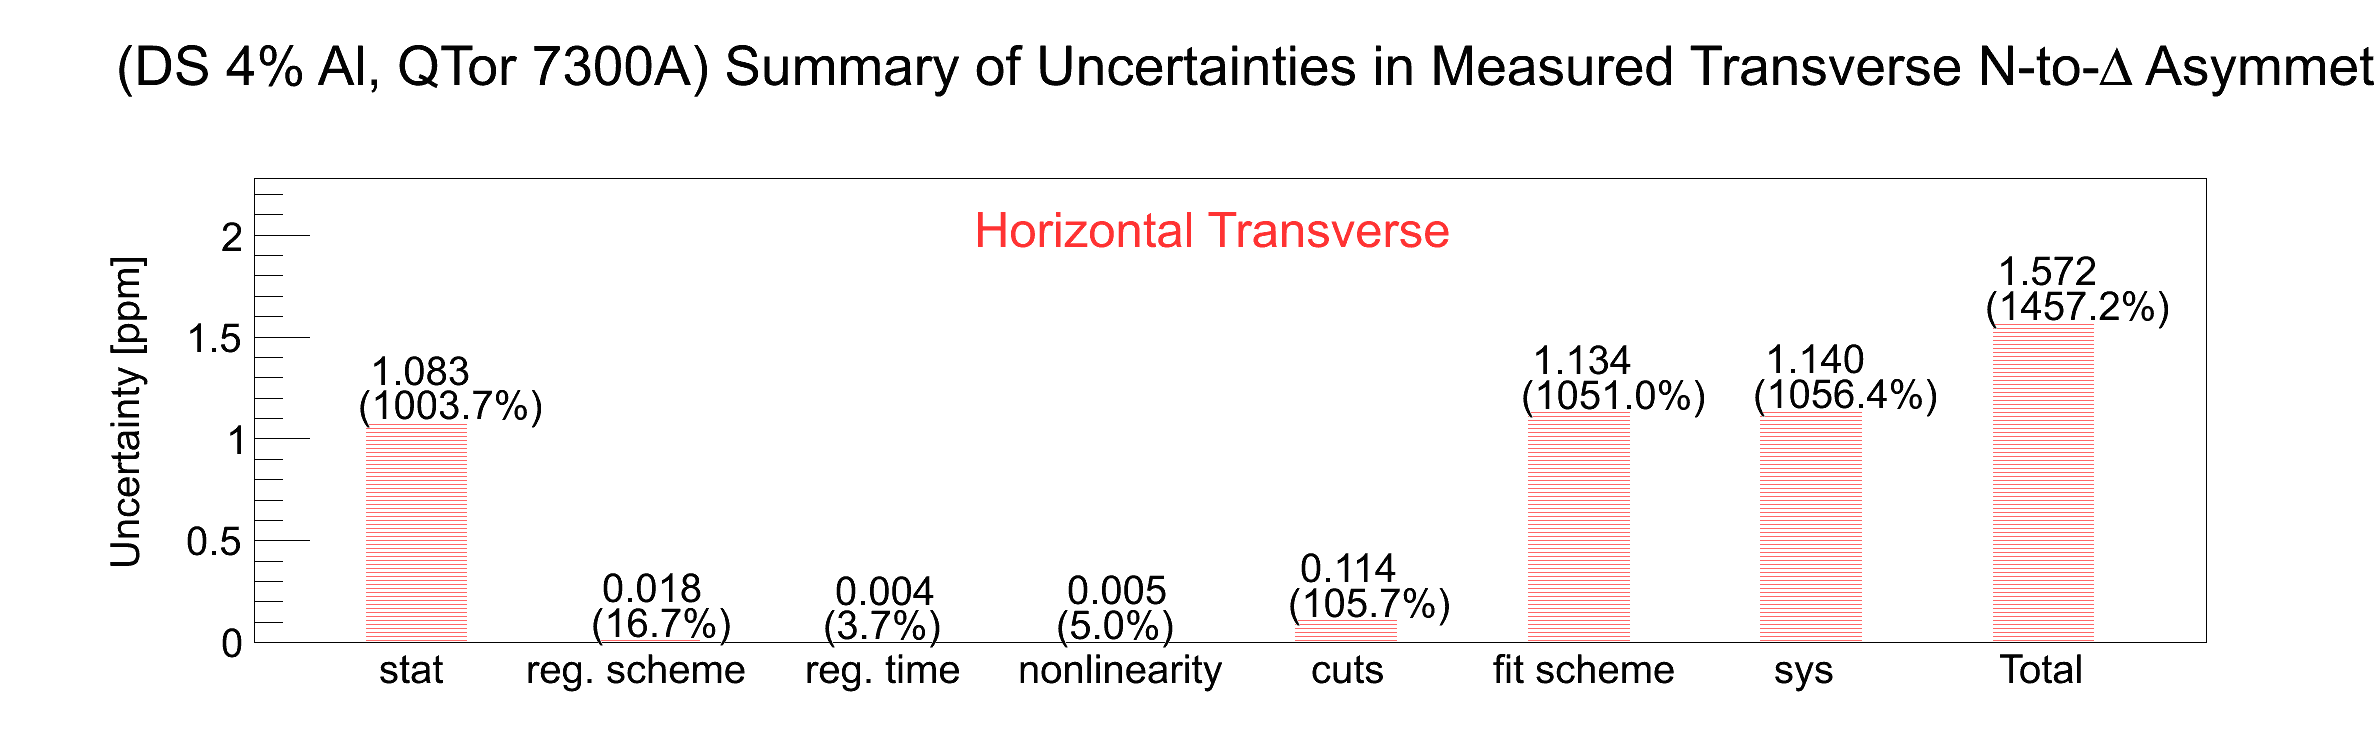 (DS 4% Al, QTor 7300A) Summary of Uncertainties in Measured Transverse N-to-Δ Asymmet
Horizontal Transverse
Uncertainty [ppm]
2
1.5
1
0.5
0
1.083
(1003.7%)
0.018
(16.7%)
0.004
(3.7%)
0.005
(5.0%)
0.114
(105.7%)
1.134
(1051.0%)
1.140
(1056.4%)
1.572
(1457.2%)
stat
reg. scheme
reg. time
nonlinearity
cuts
fit scheme
sys
Total